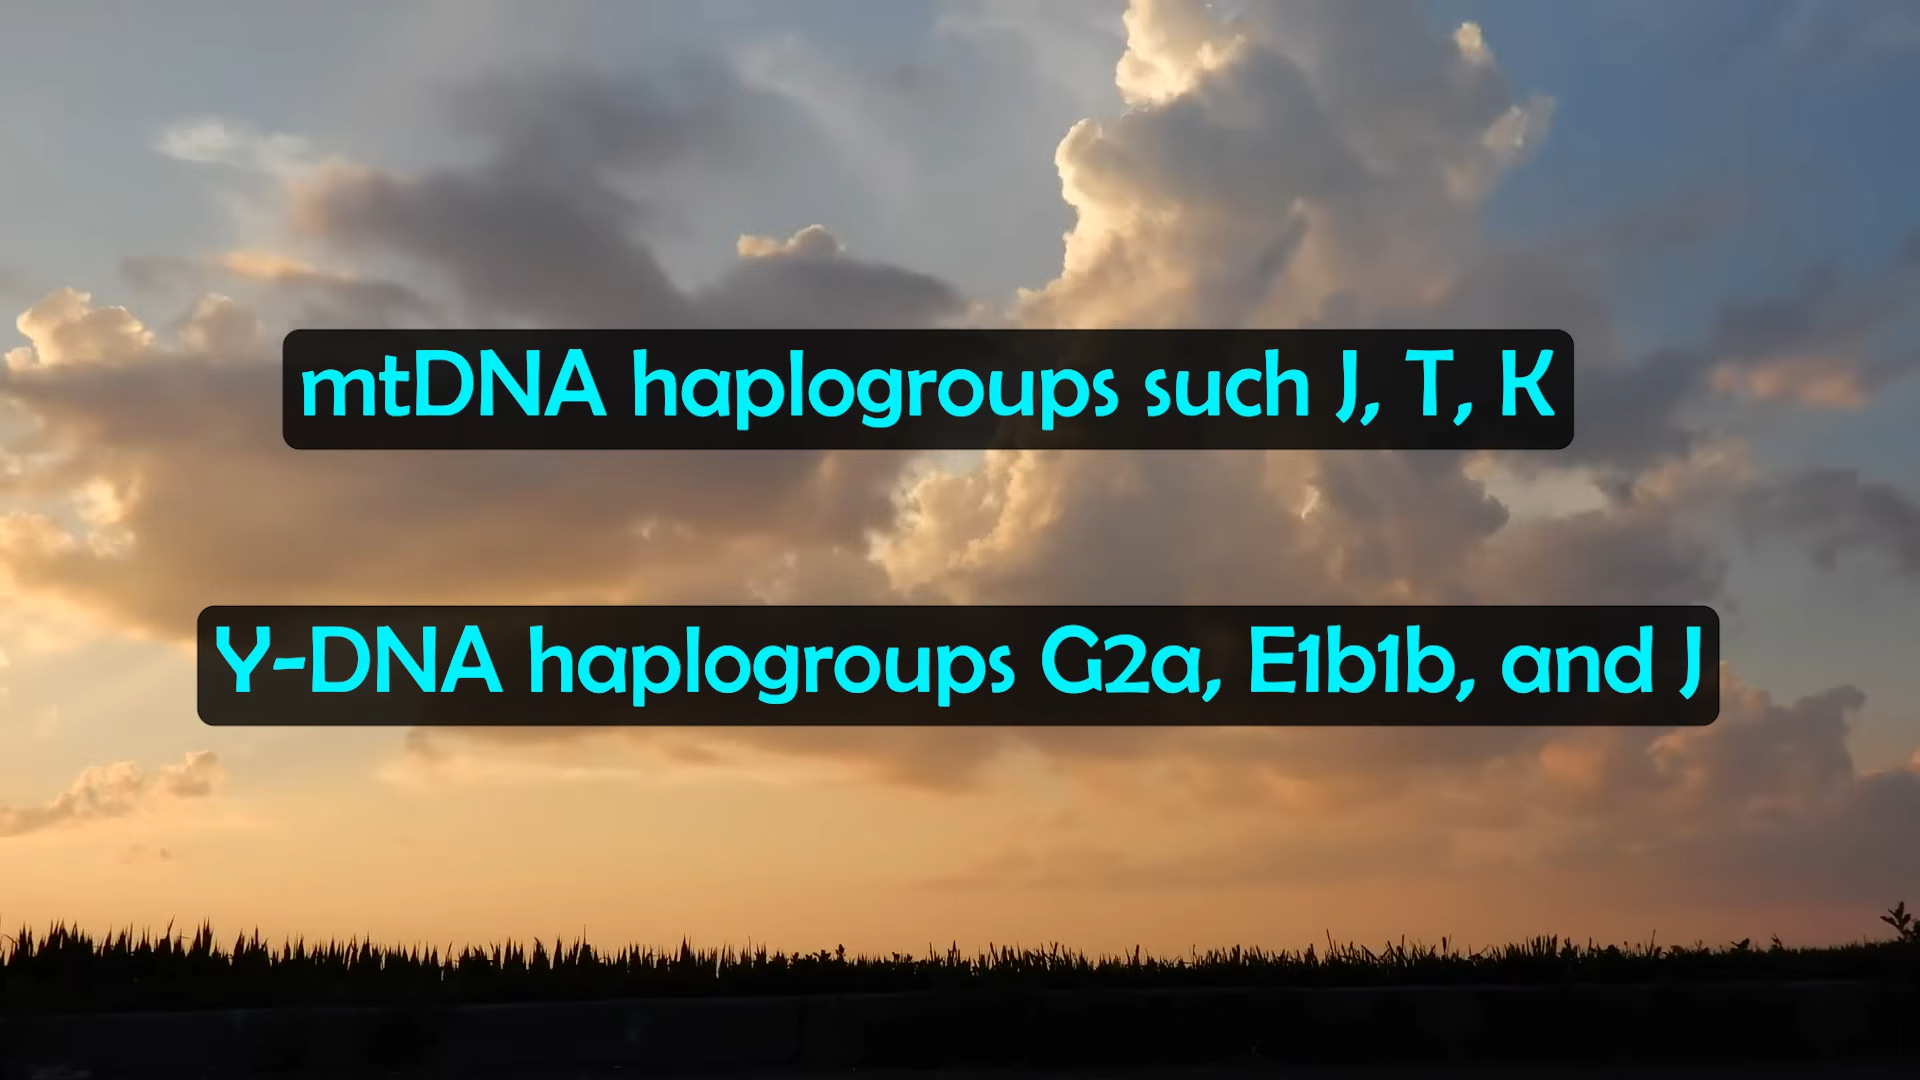 mtDNA haplogroups such J, T, K
Y-DNA haplogroups G2a, E1b1b, and J